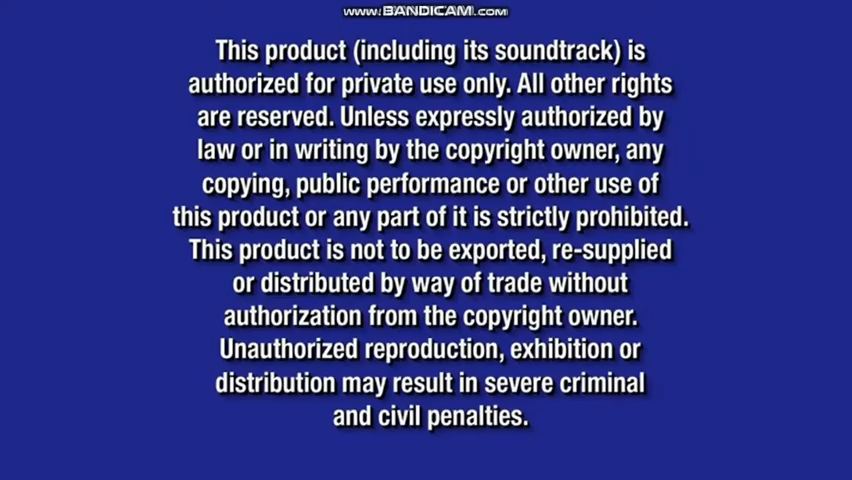 www.BANDICAM.com
This product (including its soundtrack) is
authorized for private use only. All other rights
are reserved. Unless expressly authorized by
law or in writing by the copyright owner, any
copying, public performance or other use of
this product or any part of it is strictly prohibited.
This product is not to be exported, re-supplied
or distributed by way of trade without
authorization from the copyright owner.
Unauthorized reproduction, exhibition or
distribution may result in severe criminal
and civil penalties.